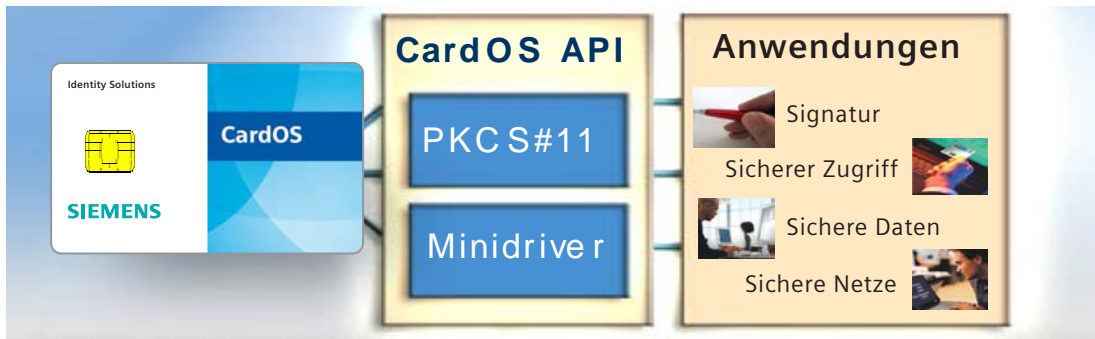 Identity Solutions
CardOS
SIEMENS
CardOS API
PKCS#11
Minidriver
Anwendungen
Signatur
Sicherer Zugriff
Sichere Daten
Sichere Netze